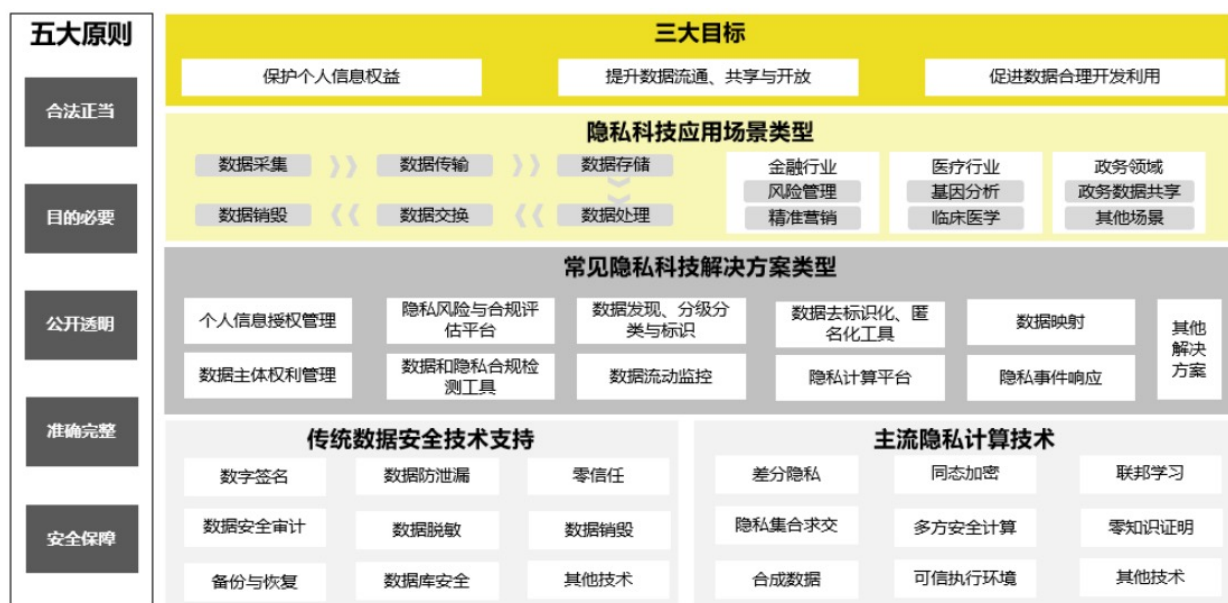 五大原则
合法正当
目的必要
公开透明
准确完整
安全保障
三大目标
保护个人信息权益
提升数据流通、共享与开放
促进数据合理开发利用
隐私科技应用场景类型
数据采集
数据传输
数据存储
数据销毁
数据交换
数据处理
金融行业
风险管理
精准营销
医疗行业
基因分析
临床医学
政务领域
政务数据共享
其他场景
常见隐私科技解决方案类型
个人信息授权管理
隐私风险与合规评
估平台
数据发现、分级分
类与标识
数据去标识化、匿
名化工具
数据映射
数据主体权利管理
数据和隐私合规检
测工具
数据流动监控
隐私计算平台
隐私事件响应
其他
解决
方案
传统数据安全技术支持
数字签名
数据防泄漏
零信任
数据安全审计
数据脱敏
数据销毁
备份与恢复
数据库安全
其他技术
主流隐私计算技术
差分隐私
同态加密
联邦学习
隐私集合求交
多方安全计算
零知识证明
合成数据
可信执行环境
其他技术